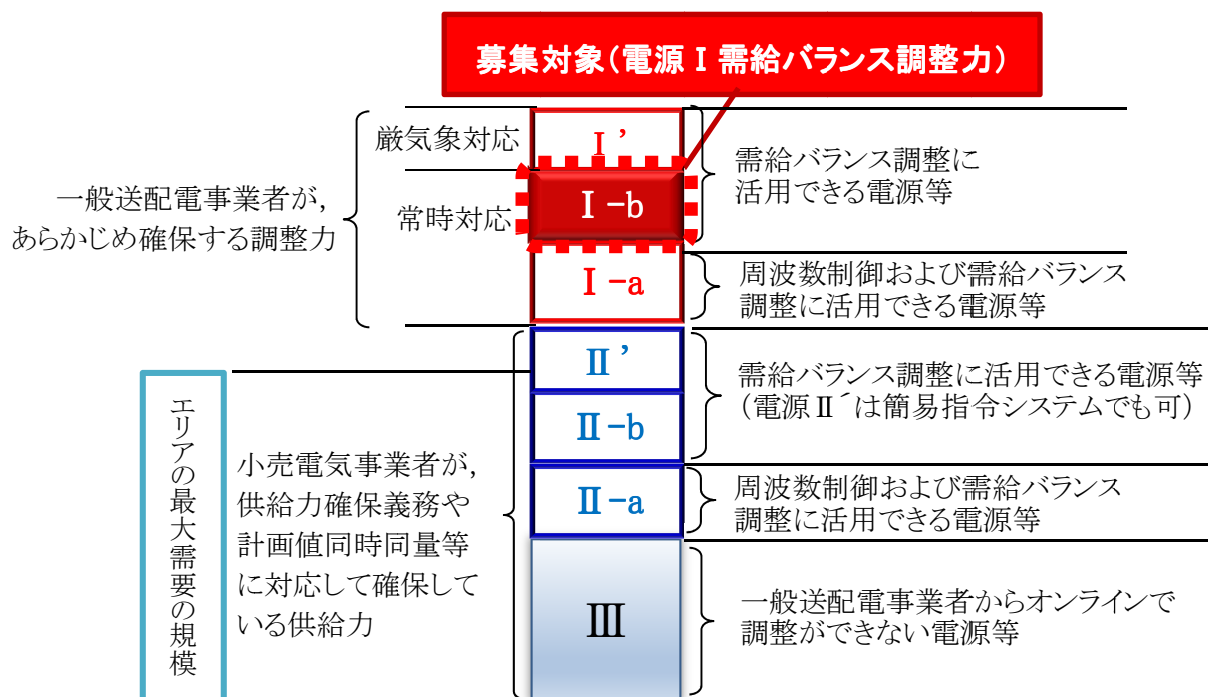 募集対象(電源Ⅰ需給バランス調整力)
一般送配電事業者が,
あらかじめ確保する調整力
厳気象対応
常時対応
Ⅰ’
Ⅰ-b
Ⅰ-a
需給バランス調整に
活用できる電源等
周波数制御および需給バランス
調整に活用できる電源等
エリアの最大需要の規模
小売電気事業者が,
供給力確保義務や
計画値同時同量等
に対応して確保して
いる供給力
Ⅱ’
Ⅱ-b
Ⅱ-a
Ⅲ
需給バランス調整に活用できる電源等
(電源Ⅱ´は簡易指令システムでも可)
周波数制御および需給バランス
調整に活用できる電源等
一般送配電事業者からオンラインで
調整ができない電源等